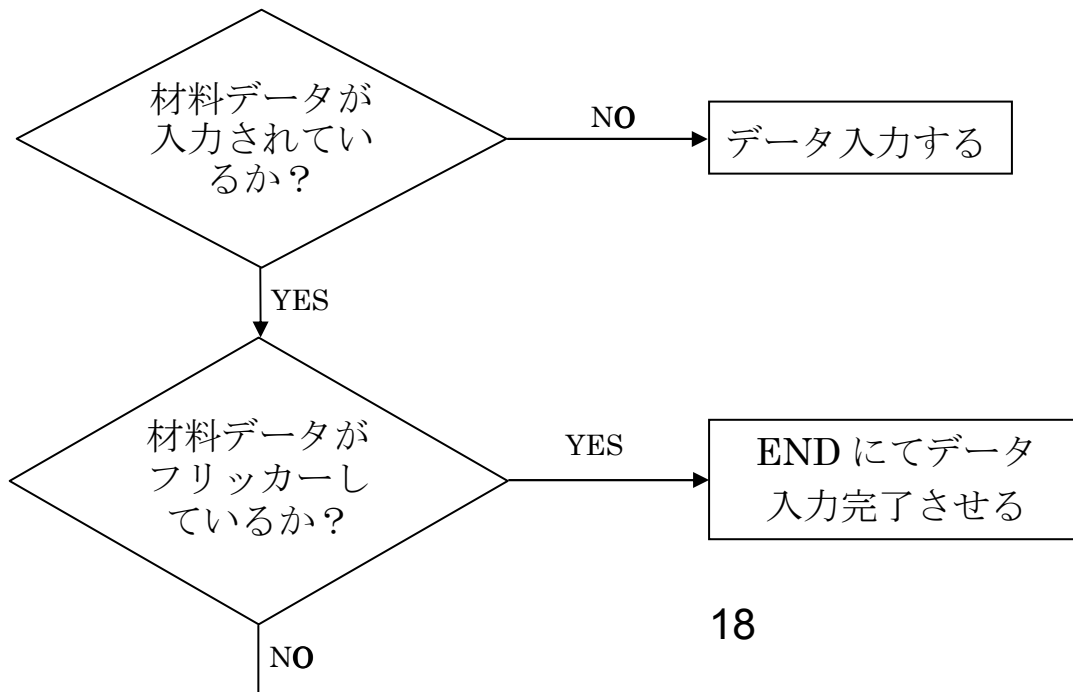 材料データが
入力されてい
るか？
NO
データ入力する
YES
材料データが
フリッカーし
ているか？
YES
END にてデータ
入力完了させる
NO
18